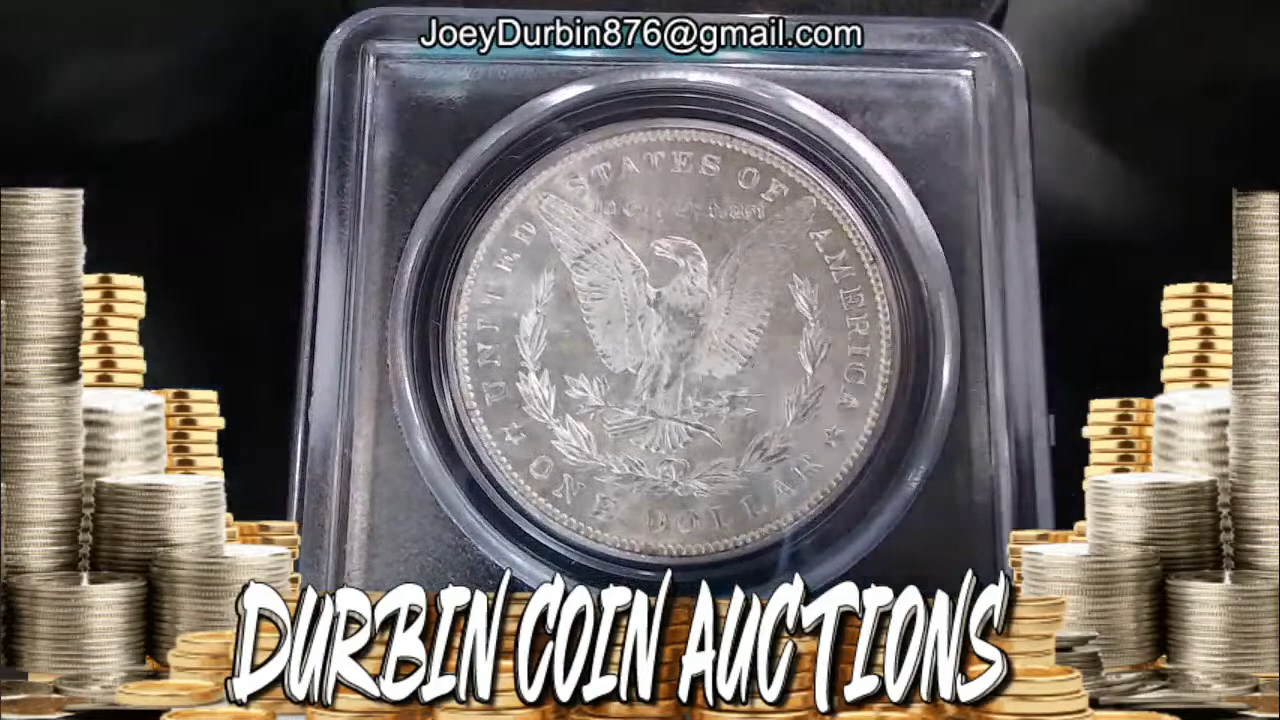 JoeyDurbin876@gmail.com
UNITED STATES OF AMERICA
ONE DOLLAR
DURBIN COIN AUCTIONS